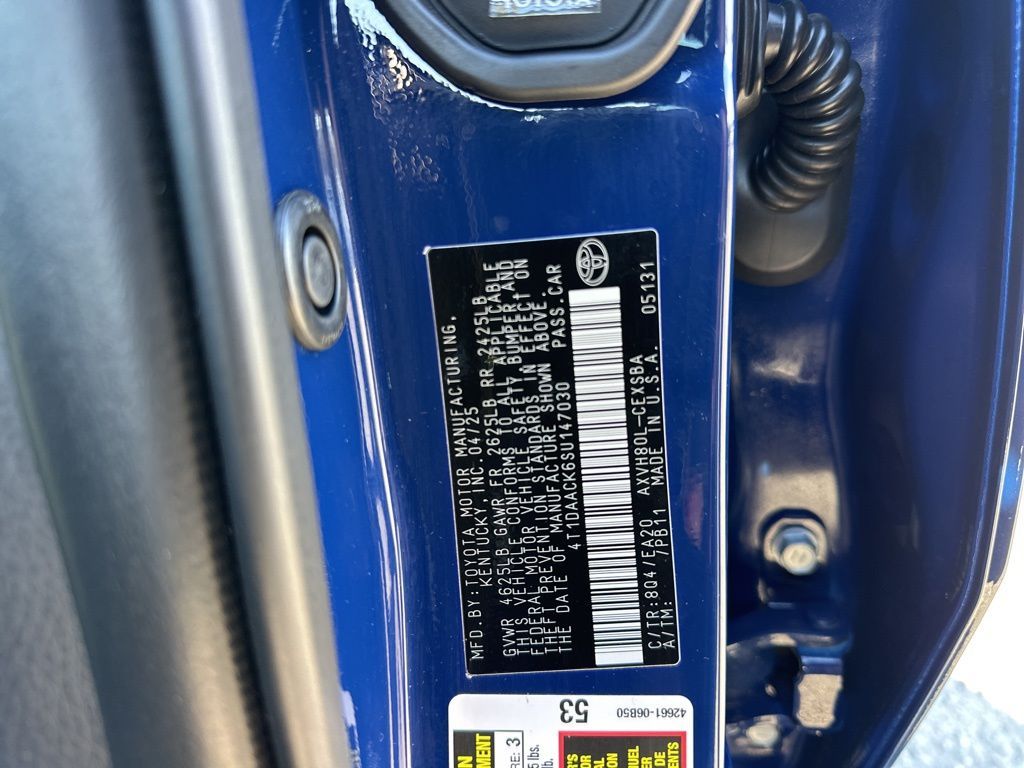 TOYOTA
MFD.BY:TOYOTA MOTOR MANUFACTURING,
KENTUCKY, INC. 04/25
GVWR 4625LB GAWR FR 2625LB RR 2425LB
THIS VEHICLE CONFORMS TO ALL APPLICABLE
FEDERAL MOTOR VEHICLE SAFETY, BUMPER AND
THEFT PREVENTION STANDARDS IN EFFECT ON
THE DATE OF MANUFACTURE SHOWN ABOVE.
4T1DAACK6SU147030 PASS.CAR
C/TR:8Q4/EA20 AXVH80L-CEXSBA 05131
A/TM: /PB11 MADE IN U.S.A.
53
42661-06B50